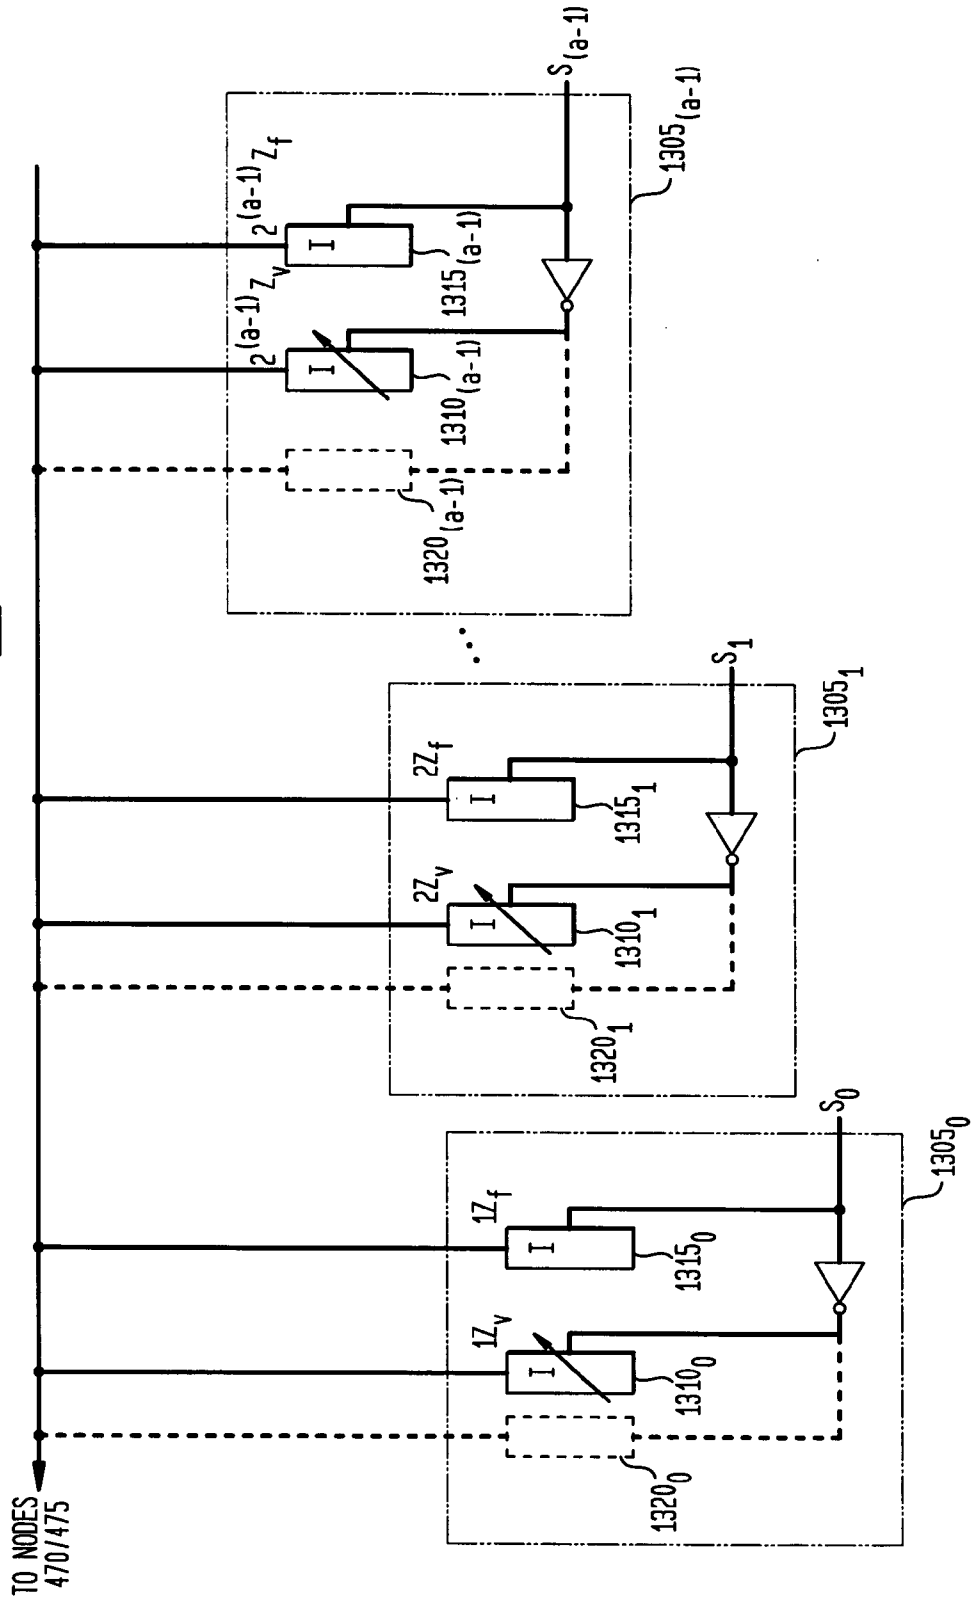 TO NODES
470/475
1Z_v
1Z_f
I
I
1310_0
1315_0
1320_0
S_0
1305_0
2Z_v
2Z_f
I
I
1310_1
1315_1
1320_1
S_1
1305_1
...
2^(a-1)Z_v
2^(a-1)Z_f
I
I
1310_(a-1)
1315_(a-1)
1320_(a-1)
S_(a-1)
1305_(a-1)